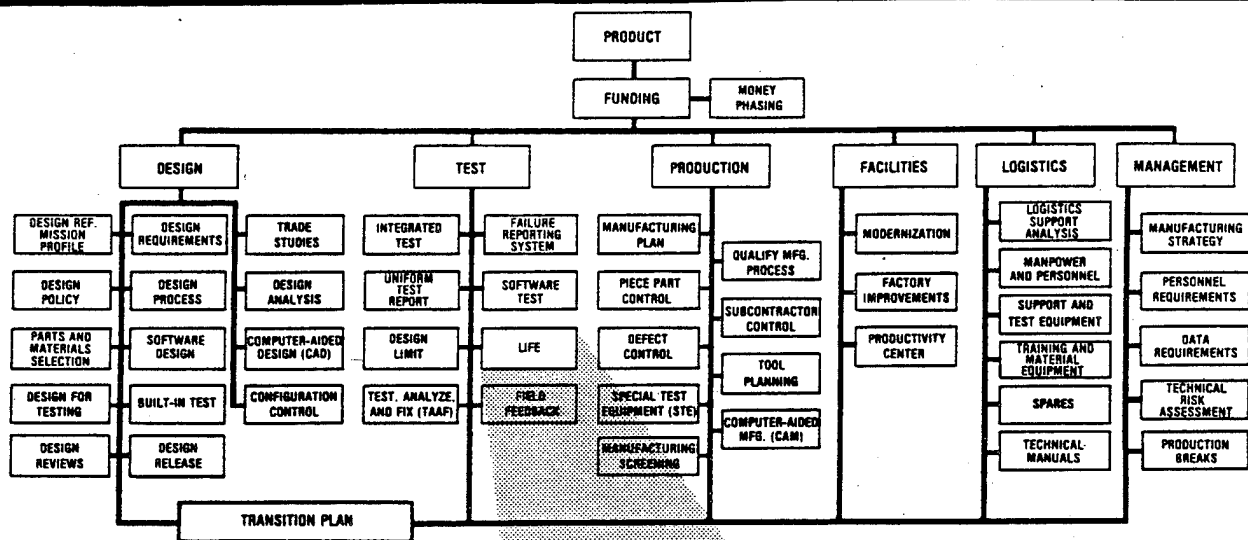 PRODUCT
FUNDING
MONEY
PHASING
DESIGN
TEST
PRODUCTION
FACILITIES
LOGISTICS
MANAGEMENT
DESIGN REF.
MISSION
PROFILE
DESIGN
REQUIREMENTS
TRADE
STUDIES
DESIGN
POLICY
DESIGN
PROCESS
DESIGN
ANALYSIS
PARTS AND
MATERIALS
SELECTION
SOFTWARE
DESIGN
COMPUTER-AIDED
DESIGN (CAD)
DESIGN FOR
TESTING
BUILT-IN TEST
CONFIGURATION
CONTROL
DESIGN
REVIEWS
DESIGN
RELEASE
INTEGRATED
TEST
FAILURE
REPORTING
SYSTEM
UNIFORM
TEST
REPORT
SOFTWARE
TEST
DESIGN
LIMIT
LIFE
TEST, ANALYZE,
AND FIX (TAAF)
FIELD
FEEDBACK
MANUFACTURING
PLAN
QUALIFY MFG.
PROCESS
PIECE PART
CONTROL
SUBCONTRACTOR
CONTROL
DEFECT
CONTROL
TOOL
PLANNING
SPECIAL TEST
EQUIPMENT (STE)
COMPUTER-AIDED
MFG. (CAM)
MANUFACTURING
SCREENING
MODERNIZATION
FACTORY
IMPROVEMENTS
PRODUCTIVITY
CENTER
LOGISTICS
SUPPORT
ANALYSIS
MANPOWER
AND PERSONNEL
SUPPORT AND
TEST EQUIPMENT
TRAINING AND
MATERIAL
EQUIPMENT
SPARES
TECHNICAL
MANUALS
MANUFACTURING
STRATEGY
PERSONNEL
REQUIREMENTS
DATA
REQUIREMENTS
TECHNICAL
RISK
ASSESSMENT
PRODUCTION
BREAKS
TRANSITION PLAN